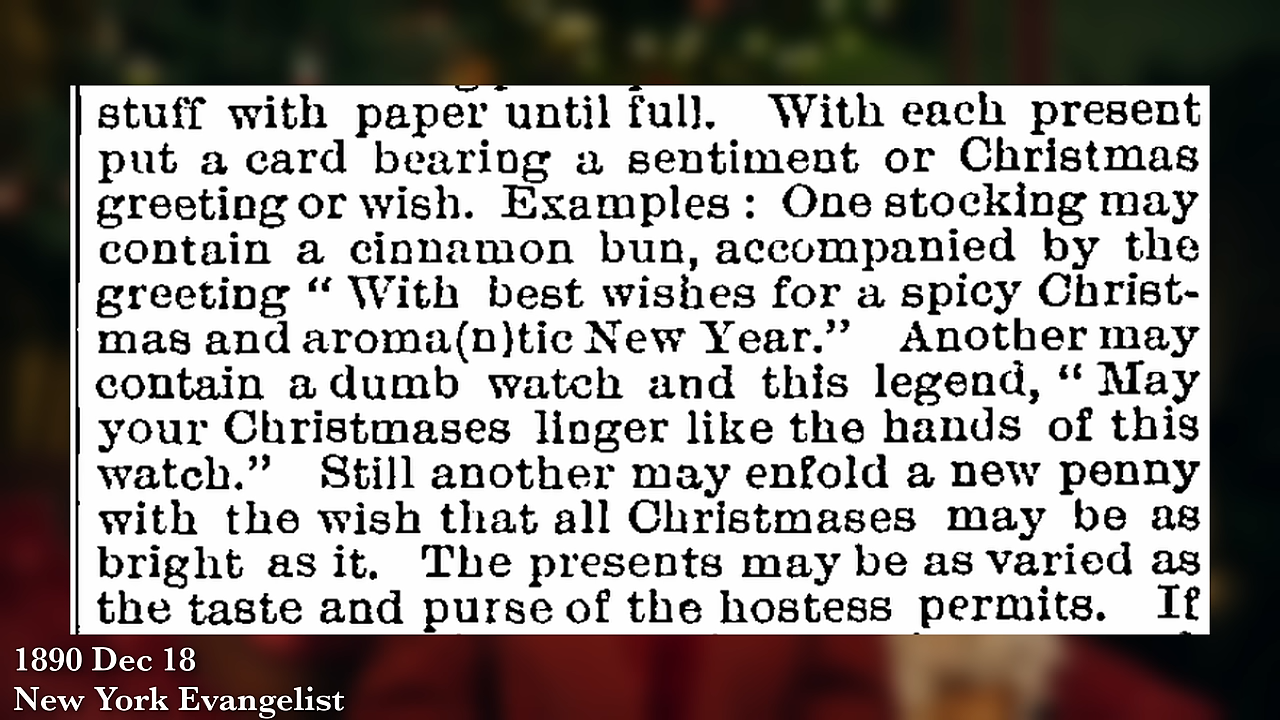 stuff with paper until full. With each present
put a card bearing a sentiment or Christmas
greeting or wish. Examples : One stocking may
contain a cinnamon bun, accompanied by the
greeting “ With best wishes for a spicy Christ-
mas and aroma(n)tic New Year.” Another may
contain a dumb watch and this legend, “ May
your Christmases linger like the hands of this
watch.” Still another may enfold a new penny
with the wish that all Christmases may be as
bright as it. The presents may be as varied as
the taste and purse of the hostess permits. If
1890 Dec 18
New York Evangelist